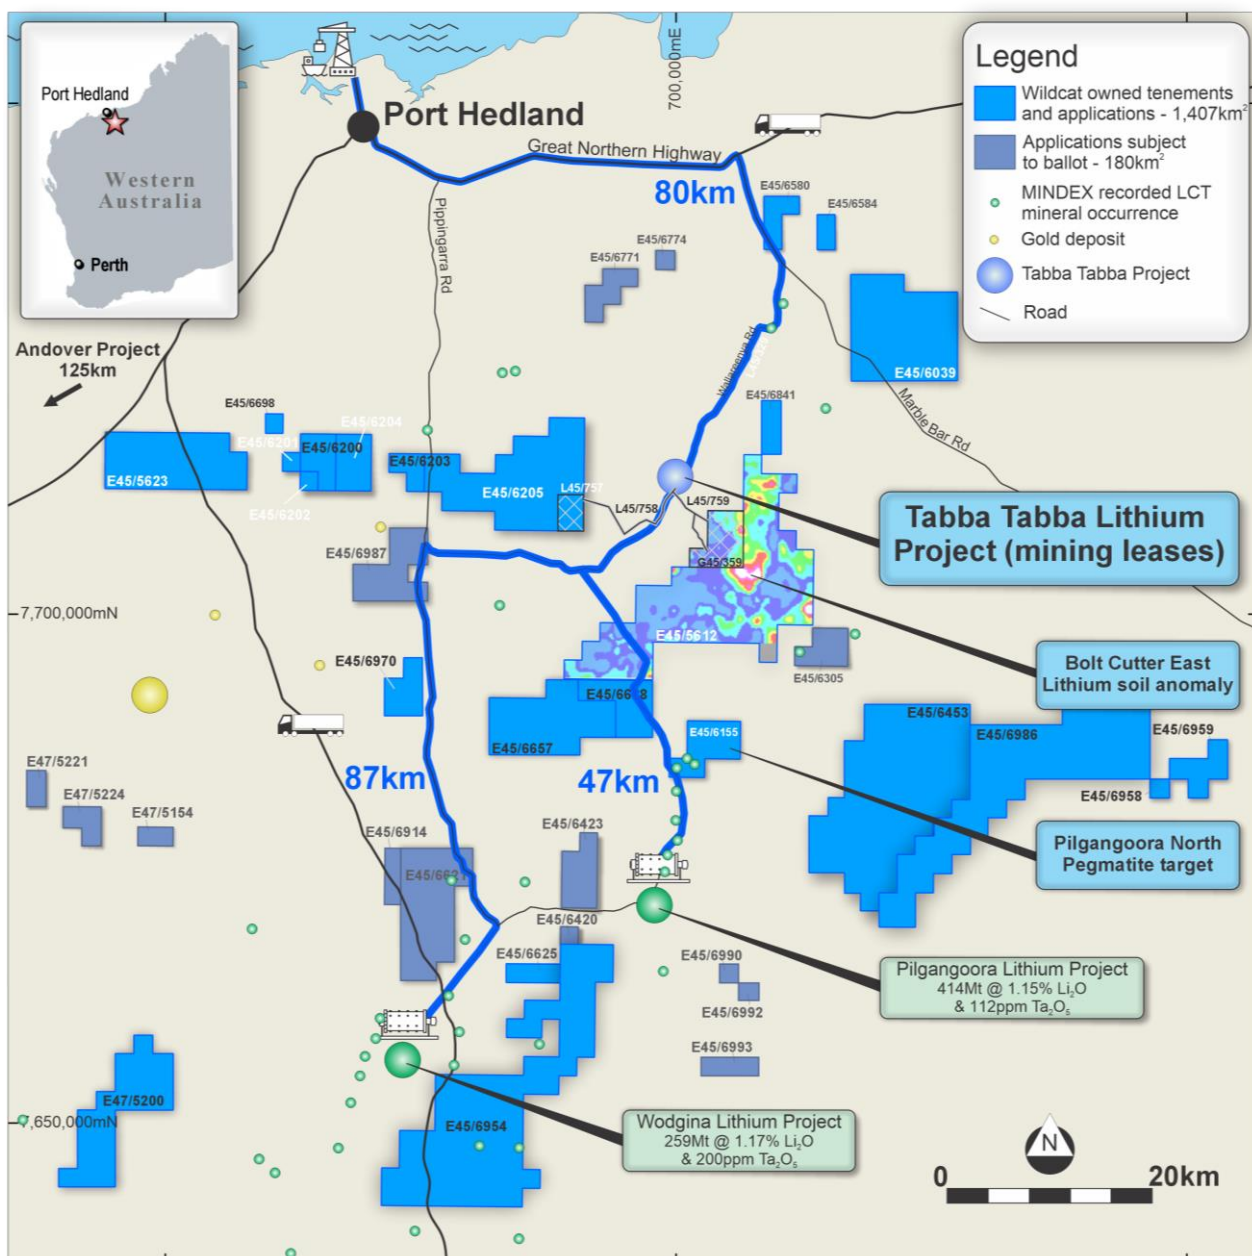 Port Hedland
Western
Australia
Perth
Port Hedland
700,000mE
Great Northern Highway
80km
Pippingarra Rd
Legend
Wildcat owned tenements
and applications - 1,407km²
Applications subject
to ballot - 180km²
MINDEX recorded LCT
mineral occurrence
Gold deposit
Tabba Tabba Project
Road
E45/6580
E45/6584
E45/6774
E45/6771
E45/6039
Andover Project
125km
Wallareenya Rd
Marble Bar Rd
E45/6841
E45/6698
E45/6204
E45/6201
E45/6200
E45/6203
E45/5623
E45/6202
E45/6205
L45/757
L45/758
L45/759
Tabba Tabba Lithium
Project (mining leases)
E45/6987
G45/359
7,700,000mN
E45/5612
E45/6305
Bolt Cutter East
Lithium soil anomaly
E45/6970
E45/6657
E45/6155
E45/6453
E45/6986
E45/6959
E45/6958
87km
47km
E47/5221
E47/5224
E47/5154
Pilgangoora North
Pegmatite target
E45/6914
E45/6423
E45/6420
E45/6625
E45/6990
E45/6992
E45/6993
Pilgangoora Lithium Project
414Mt @ 1.15% Li₂O
& 112ppm Ta₂O₅
E47/5200
7,650,000mN
E45/6954
Wodgina Lithium Project
259Mt @ 1.17% Li₂O
& 200ppm Ta₂O₅
N
0
20km